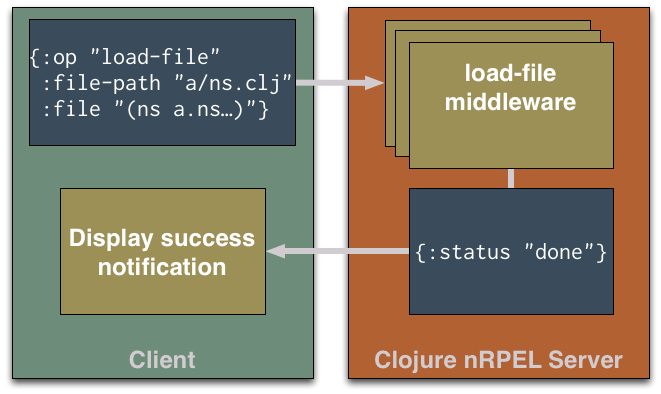 {:op "load-file"
:file-path "a/ns.clj"
:file "(ns a.ns…)"}
load-file
middleware
Display success
notification
{:status "done"}
Client
Clojure nRPEL Server